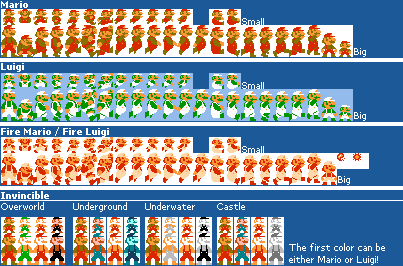 Mario
Small
Big
Luigi
Small
Big
Fire Mario / Fire Luigi
Small
Big
Invincible
Overworld Underground Underwater Castle
The first color can be
either Mario or Luigi!